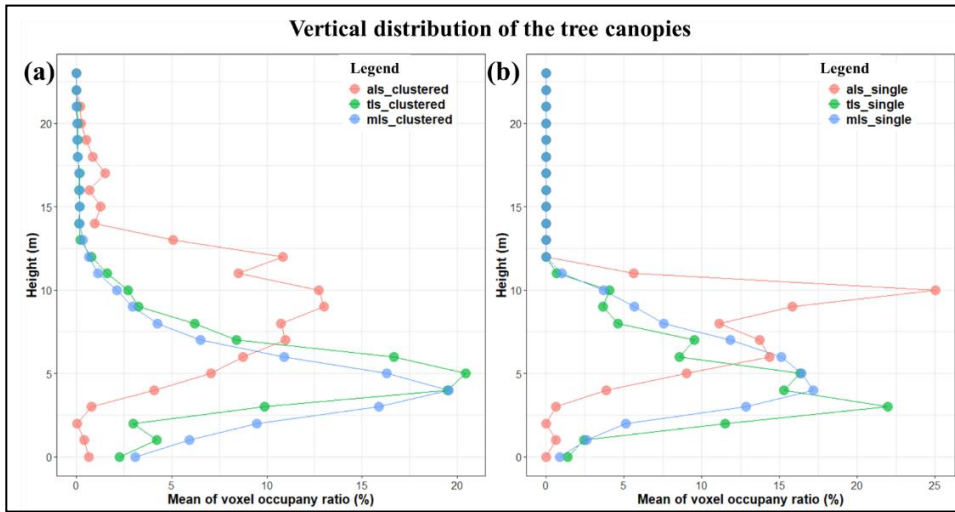 Vertical distribution of the tree canopies
(a)
Legend
als_clustered
tls_clustered
mls_clustered
Height (m)
20
15
10
5
0
0
5
10
15
20
Mean of voxel occupany ratio (%)
(b)
Legend
als_single
tls_single
mls_single
Height (m)
20
15
10
5
0
0
5
10
15
20
25
Mean of voxel occupany ratio (%)